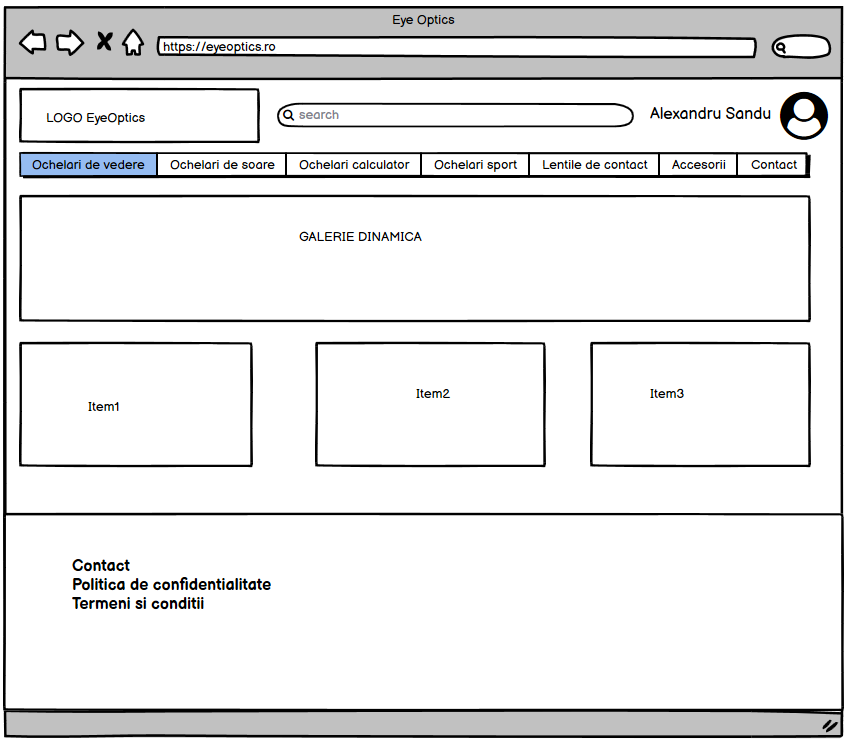 Eye Optics
https://eyeoptics.ro
LOGO EyeOptics
search
Alexandru Sandu
Ochelari de vedere
Ochelari de soare
Ochelari calculator
Ochelari sport
Lentile de contact
Accesorii
Contact
GALERIE DINAMICA
Item1
Item2
Item3
Contact
Politica de confidentialitate
Termeni si conditii